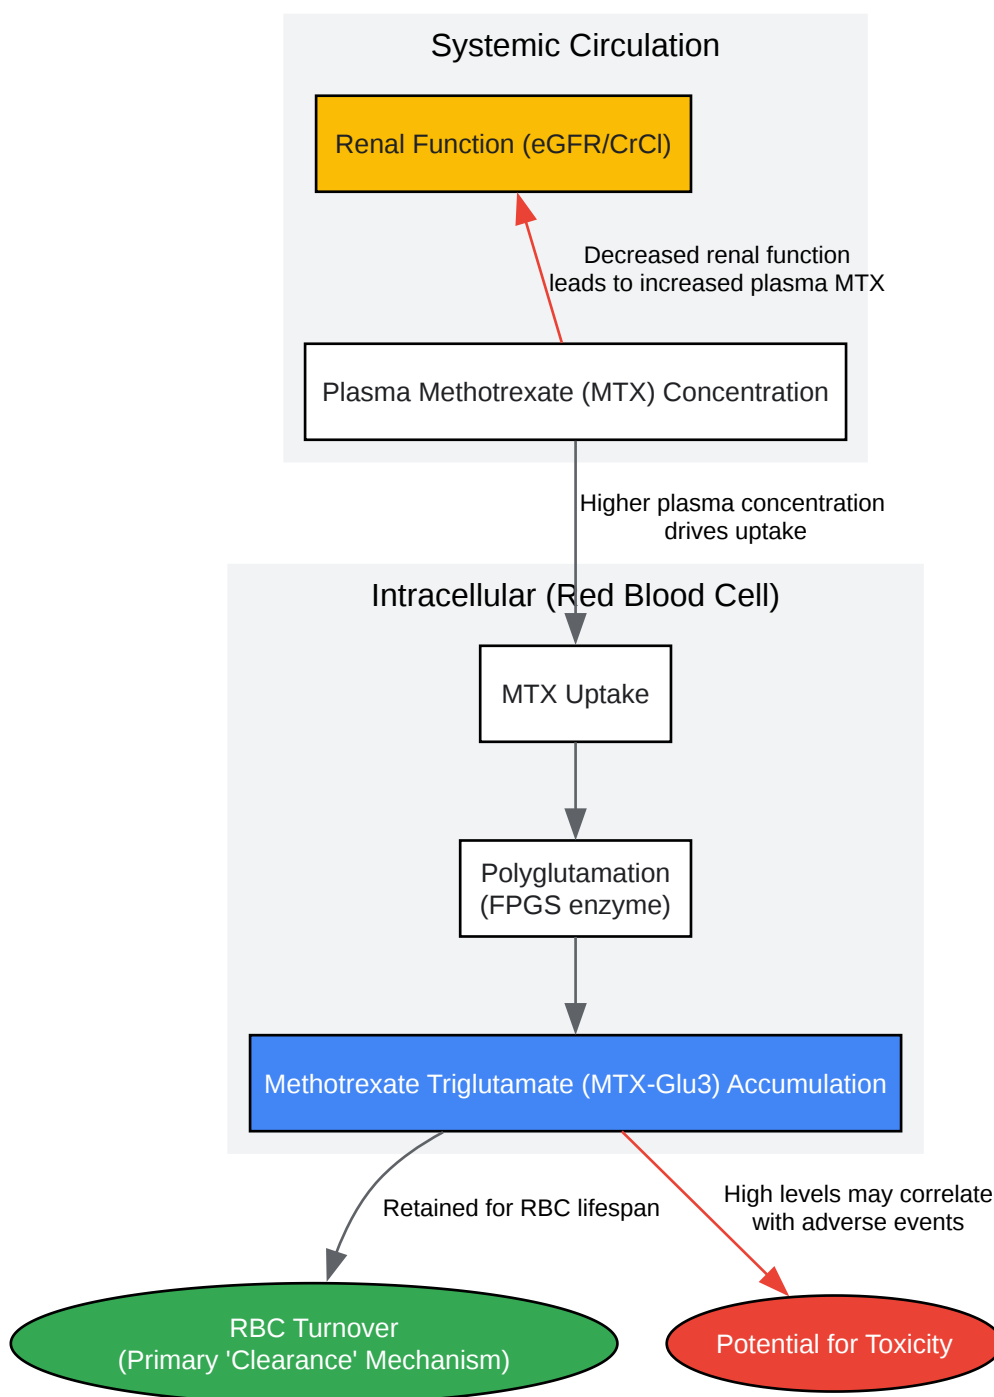 Systemic Circulation
Renal Function (eGFR/CrCl)
Decreased renal function
leads to increased plasma MTX
Plasma Methotrexate (MTX) Concentration
Higher plasma concentration
drives uptake
Intracellular (Red Blood Cell)
MTX Uptake
Polyglutamation
(FPGS enzyme)
Methotrexate Triglutamate (MTX-Glu3) Accumulation
Retained for RBC lifespan
High levels may correlate
with adverse events
RBC Turnover
(Primary 'Clearance' Mechanism)
Potential for Toxicity